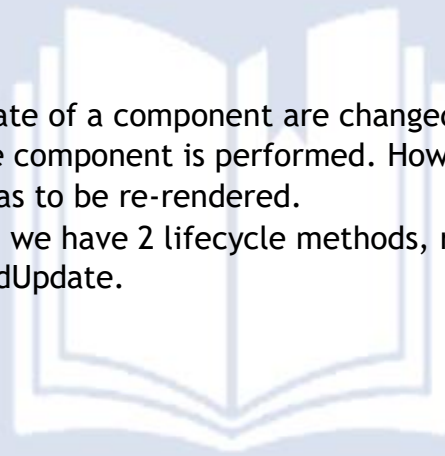 ate of a component are changed
e component is performed. How
as to be re-rendered.
we have 2 lifecycle methods, r
dUpdate.